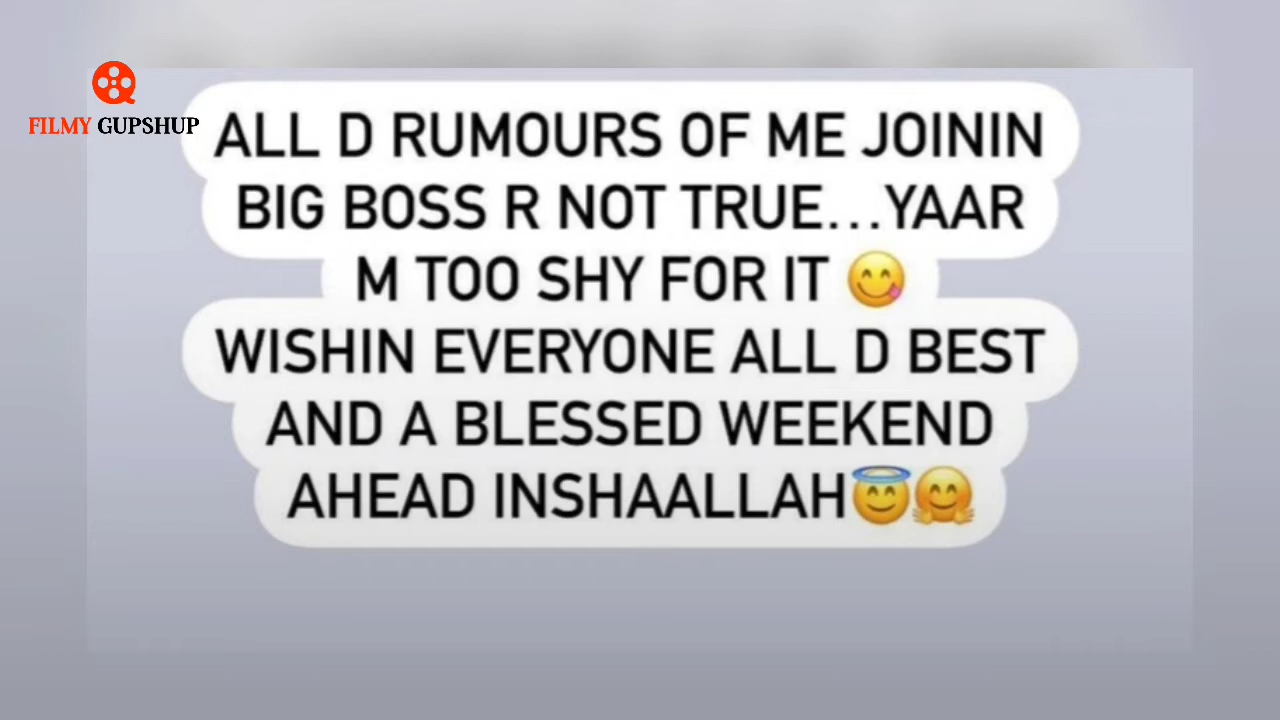 FILMY GUPSHUP
ALL D RUMOURS OF ME JOININ
BIG BOSS R NOT TRUE...YAAR
M TOO SHY FOR IT 😋
WISHIN EVERYONE ALL D BEST
AND A BLESSED WEEKEND
AHEAD INSHAALLAH😇🤗